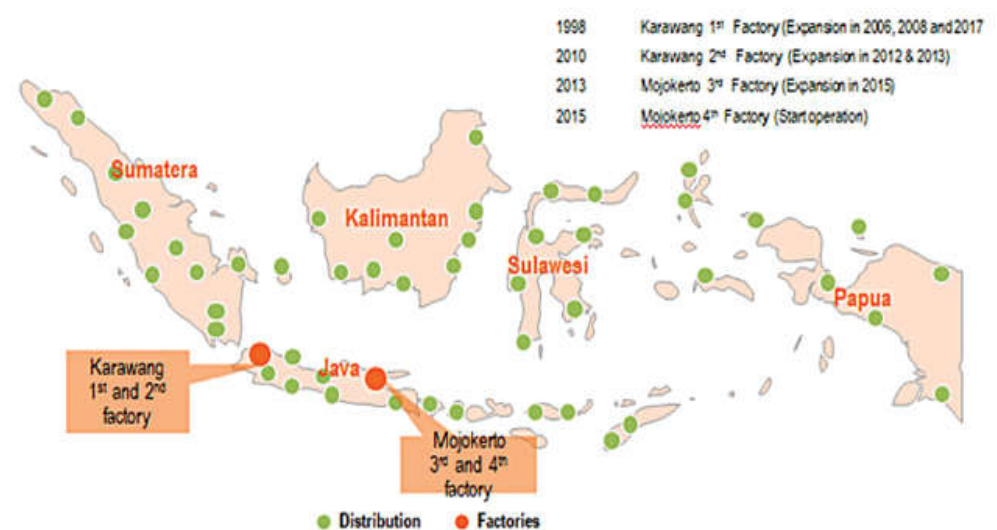 1998 Karawang 1st Factory (Expansion in 2006, 2008 and 2017
2010 Karawang 2nd Factory (Expansion in 2012 & 2013)
2013 Mojokerto 3rd Factory (Expansion in 2015)
2015 Mojokerto 4th Factory (Start operation)
Sumatera
Kalimantan
Sulawesi
Papua
Java
Karawang
1st and 2nd
factory
Mojokerto
3rd and 4th
factory
Distribution
Factories